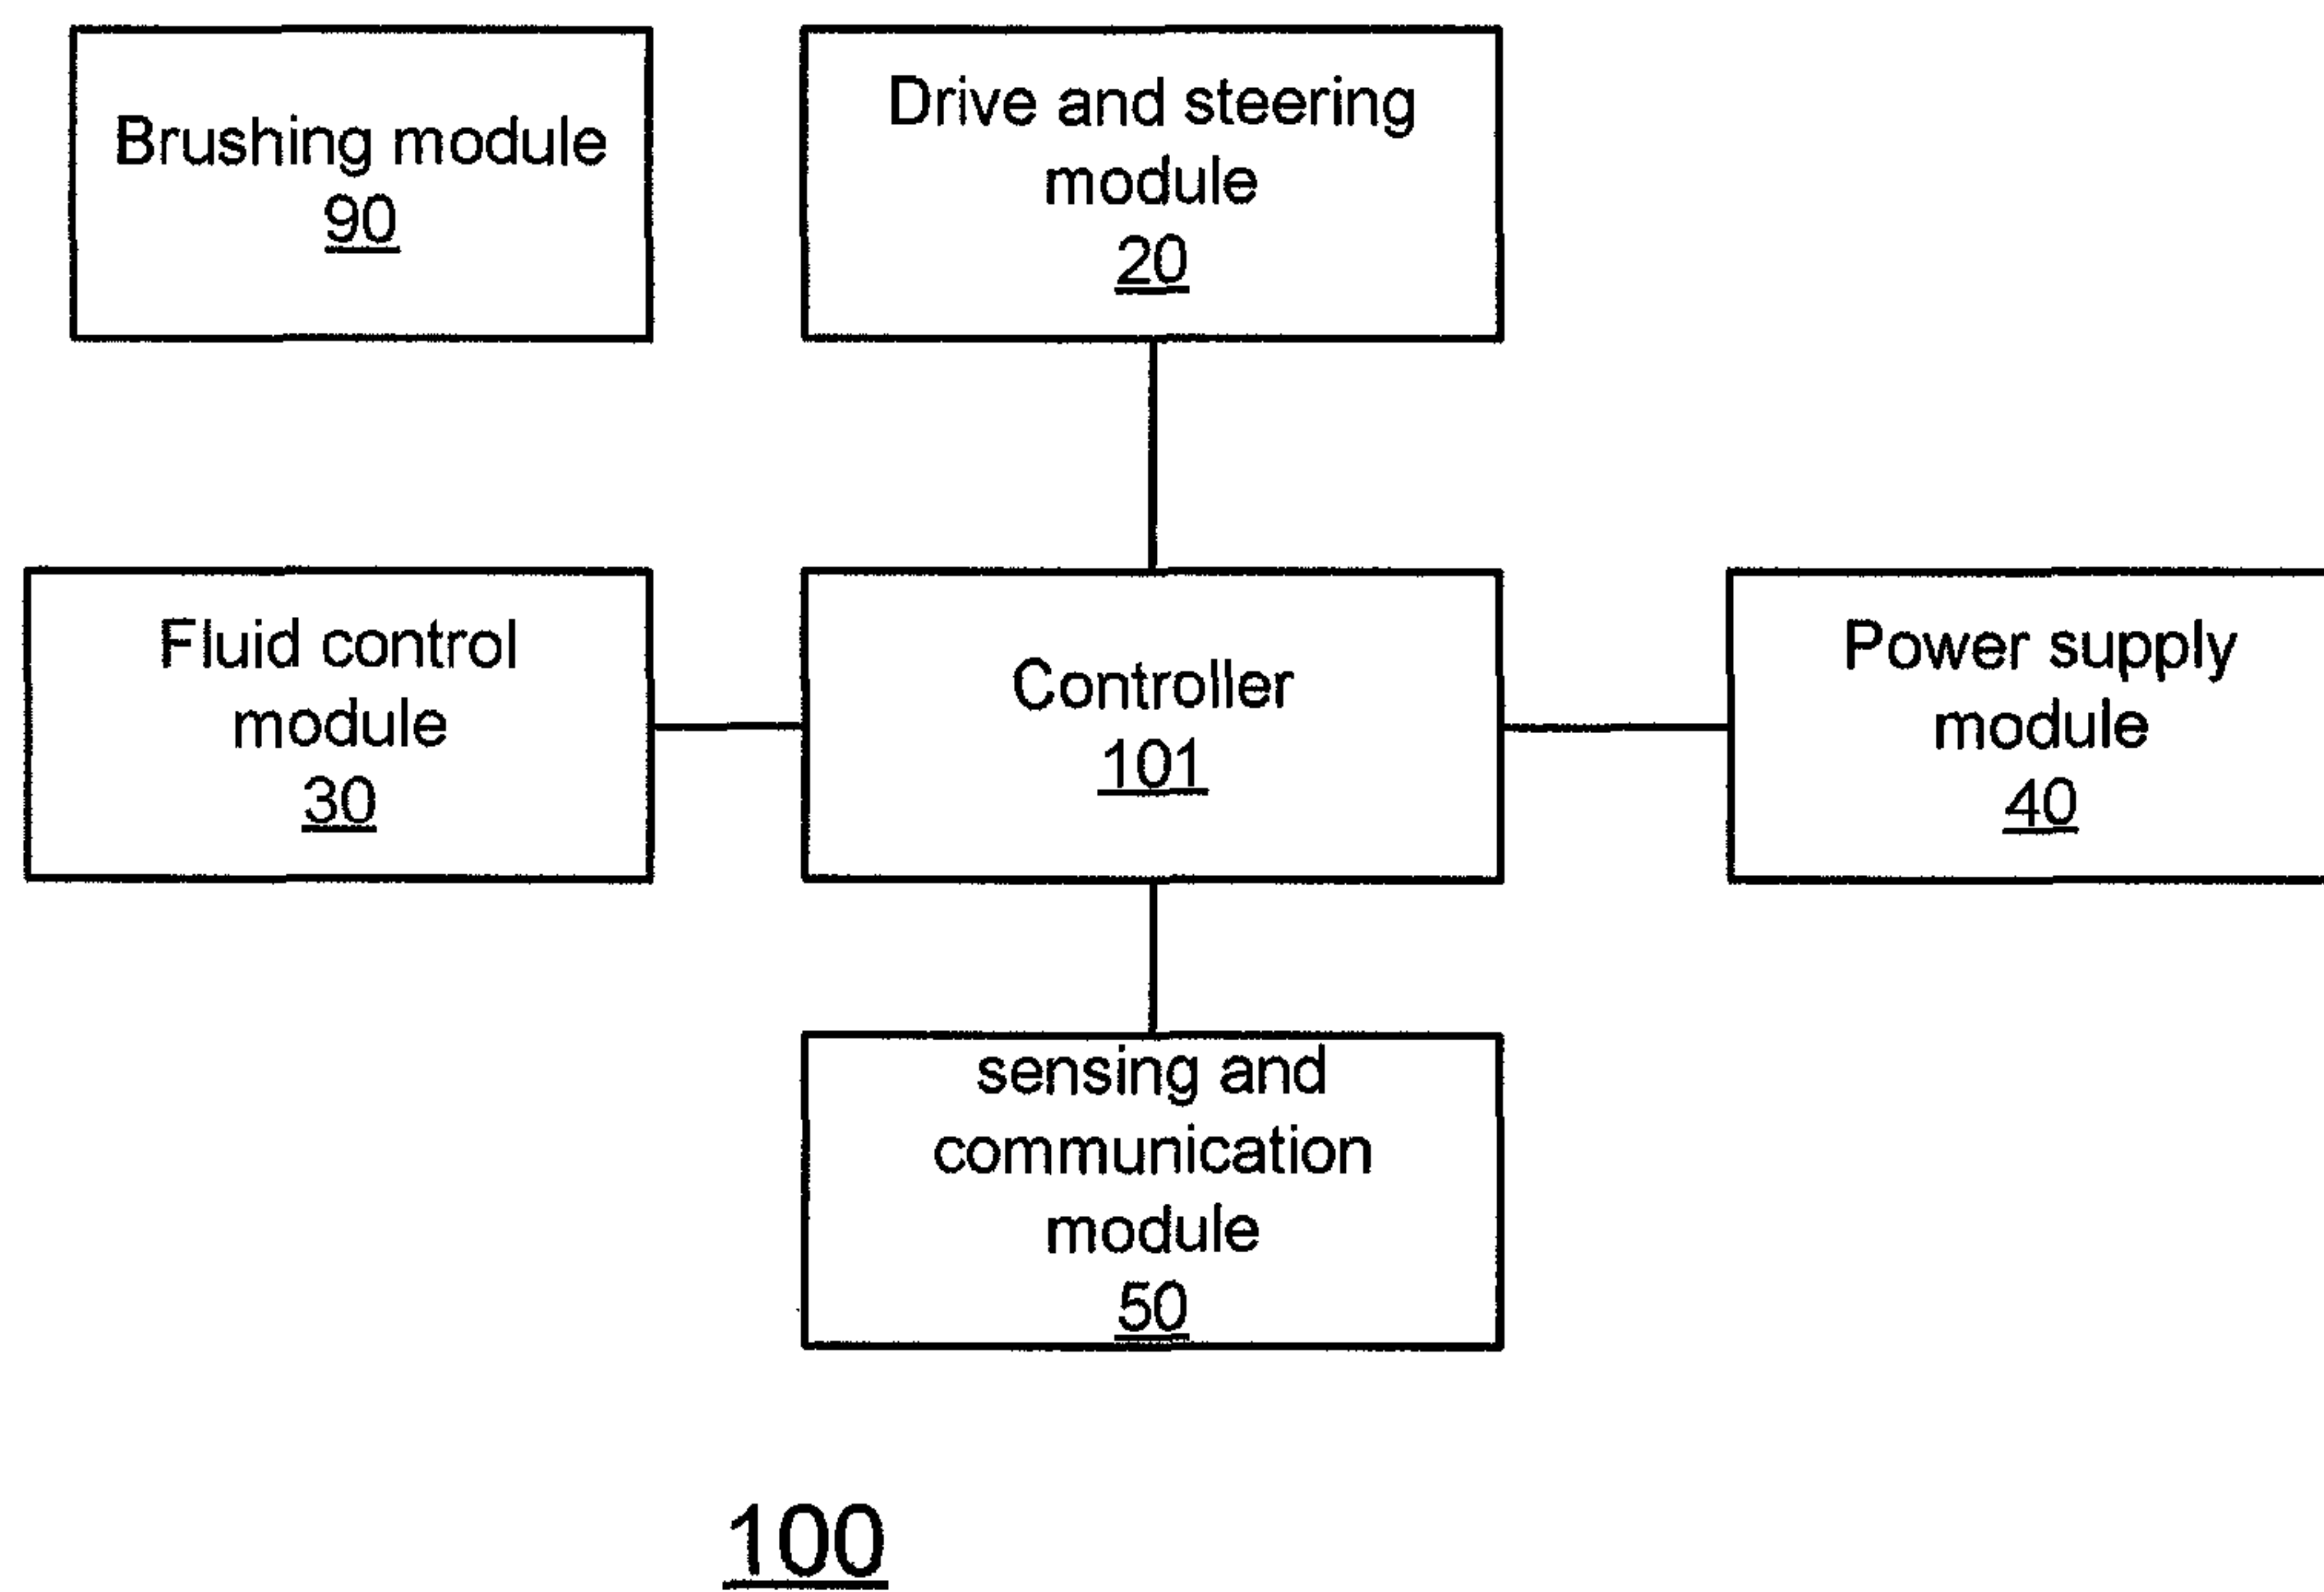 Brushing module
90
Drive and steering
module
20
Fluid control
module
30
Controller
101
Power supply
module
40
sensing and
communication
module
50
100